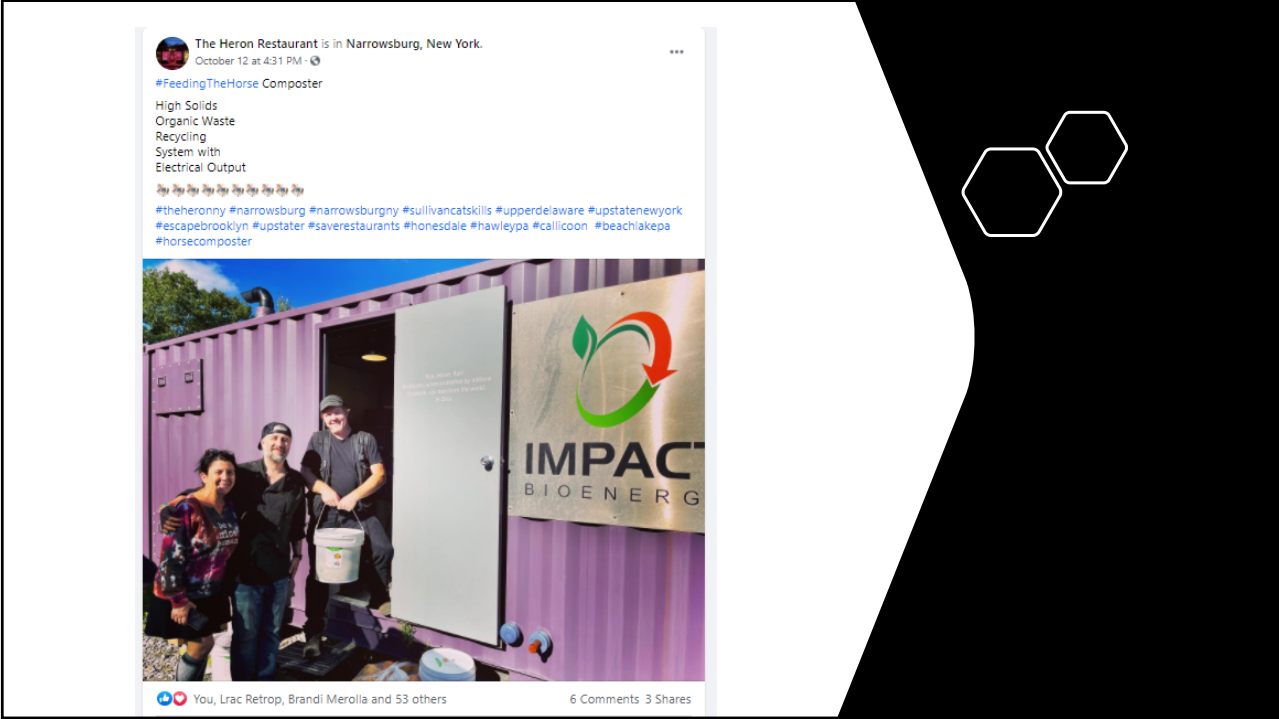 The Heron Restaurant is in Narrowsburg, New York.
October 12 at 4:31 PM ·
#FeedingTheHorse Composter
High Solids
Organic Waste
Recycling
System with
Electrical Output
#theheronny #narrowsburg #narrowsburgny #sullivancatskills #upperdelaware #upstatenewyork
#escapebrooklyn #upstater #saverestaurants #honesdale #hawleypa #callicoon #beachlakepa
#horsecomposter
IMPACT
BIOENERG
You, Lrac Retrop, Brandi Merolla and 53 others
6 Comments 3 Shares